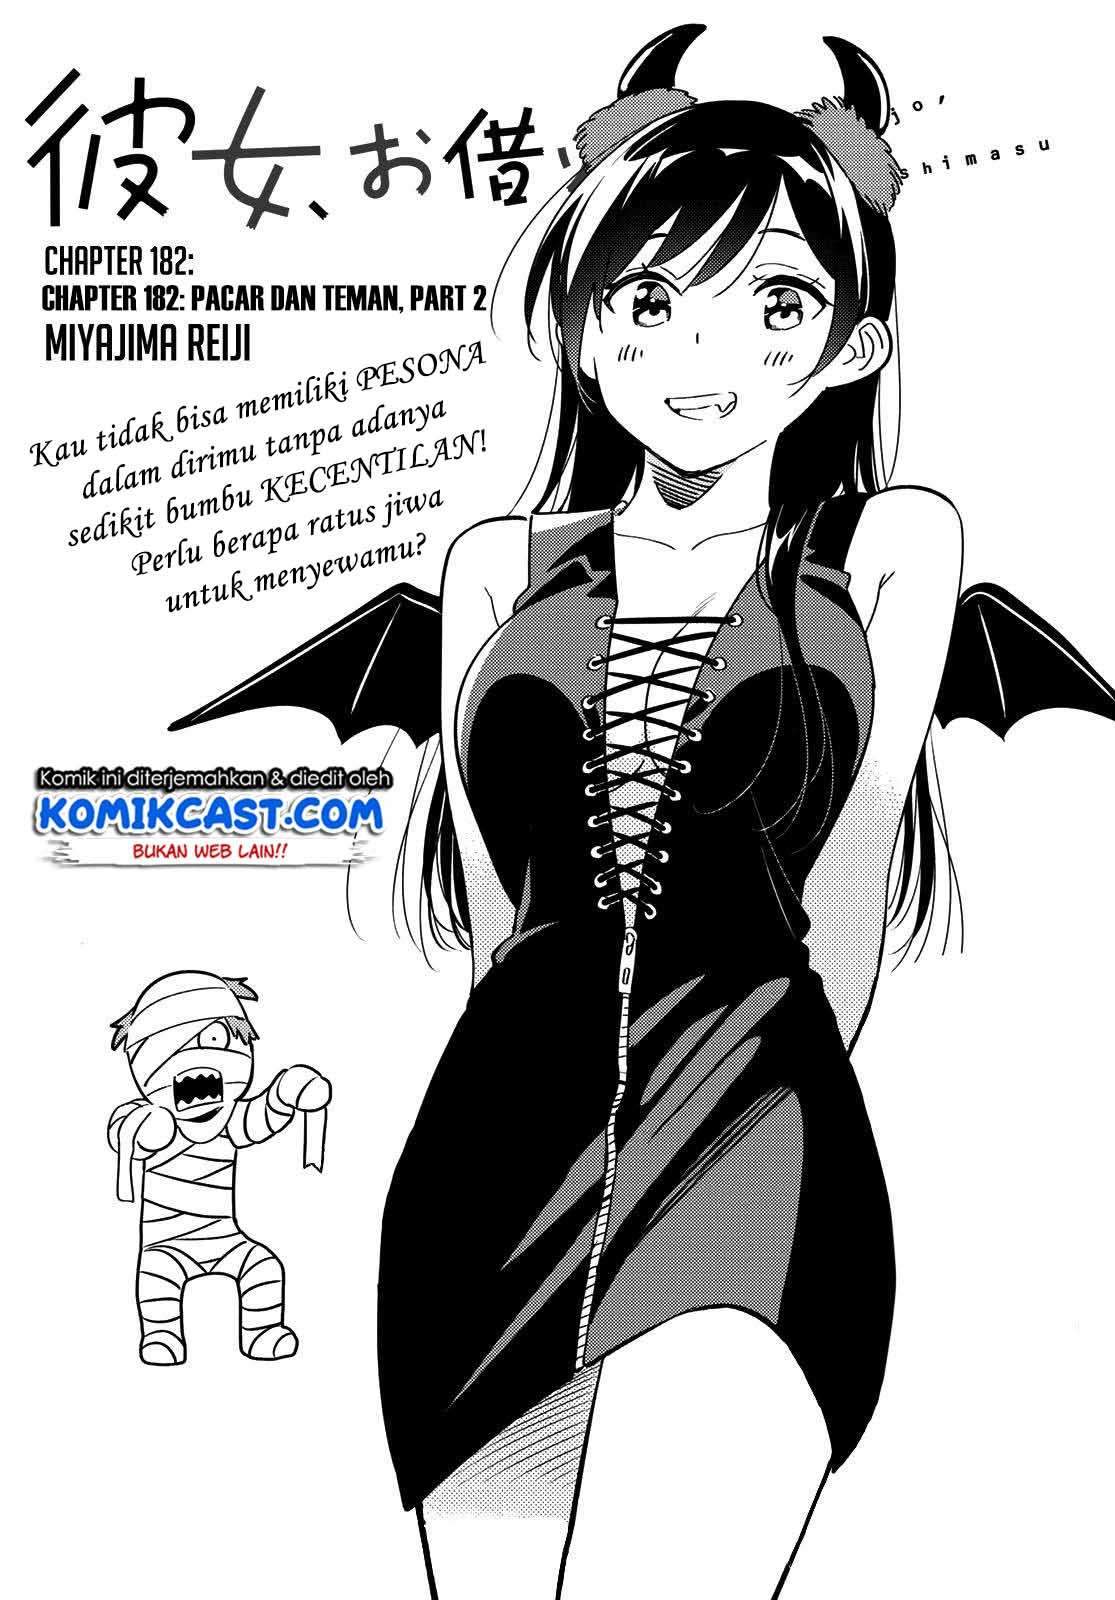 彼女、お借り
jo,
shimasu
CHAPTER 182:
CHAPTER 182: PACAR DAN TEMAN, PART 2
MIYAJIMA REIJI
Kau tidak bisa memiliki PESONA
dalam dirimu tanpa adanya
sedikit bumbu KECENTILAN!
Perlu berapa ratus jiwa
untuk menyewamu?
Komik ini diterjemahkan & diedit oleh
KOMIKCAST.COM
BUKAN WEB LAIN!!